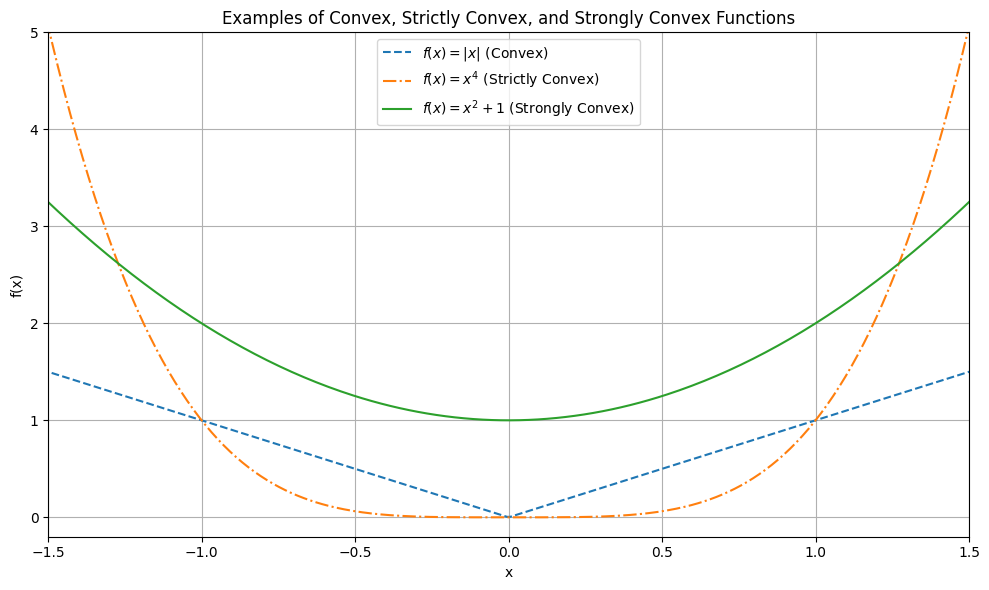 Examples of Convex, Strictly Convex, and Strongly Convex Functions
f(x) = |x| (Convex)
f(x) = x⁴ (Strictly Convex)
f(x) = x² + 1 (Strongly Convex)
5
4
3
2
1
0
f(x)
−1.5 −1.0 −0.5 0.0 0.5 1.0 1.5
x